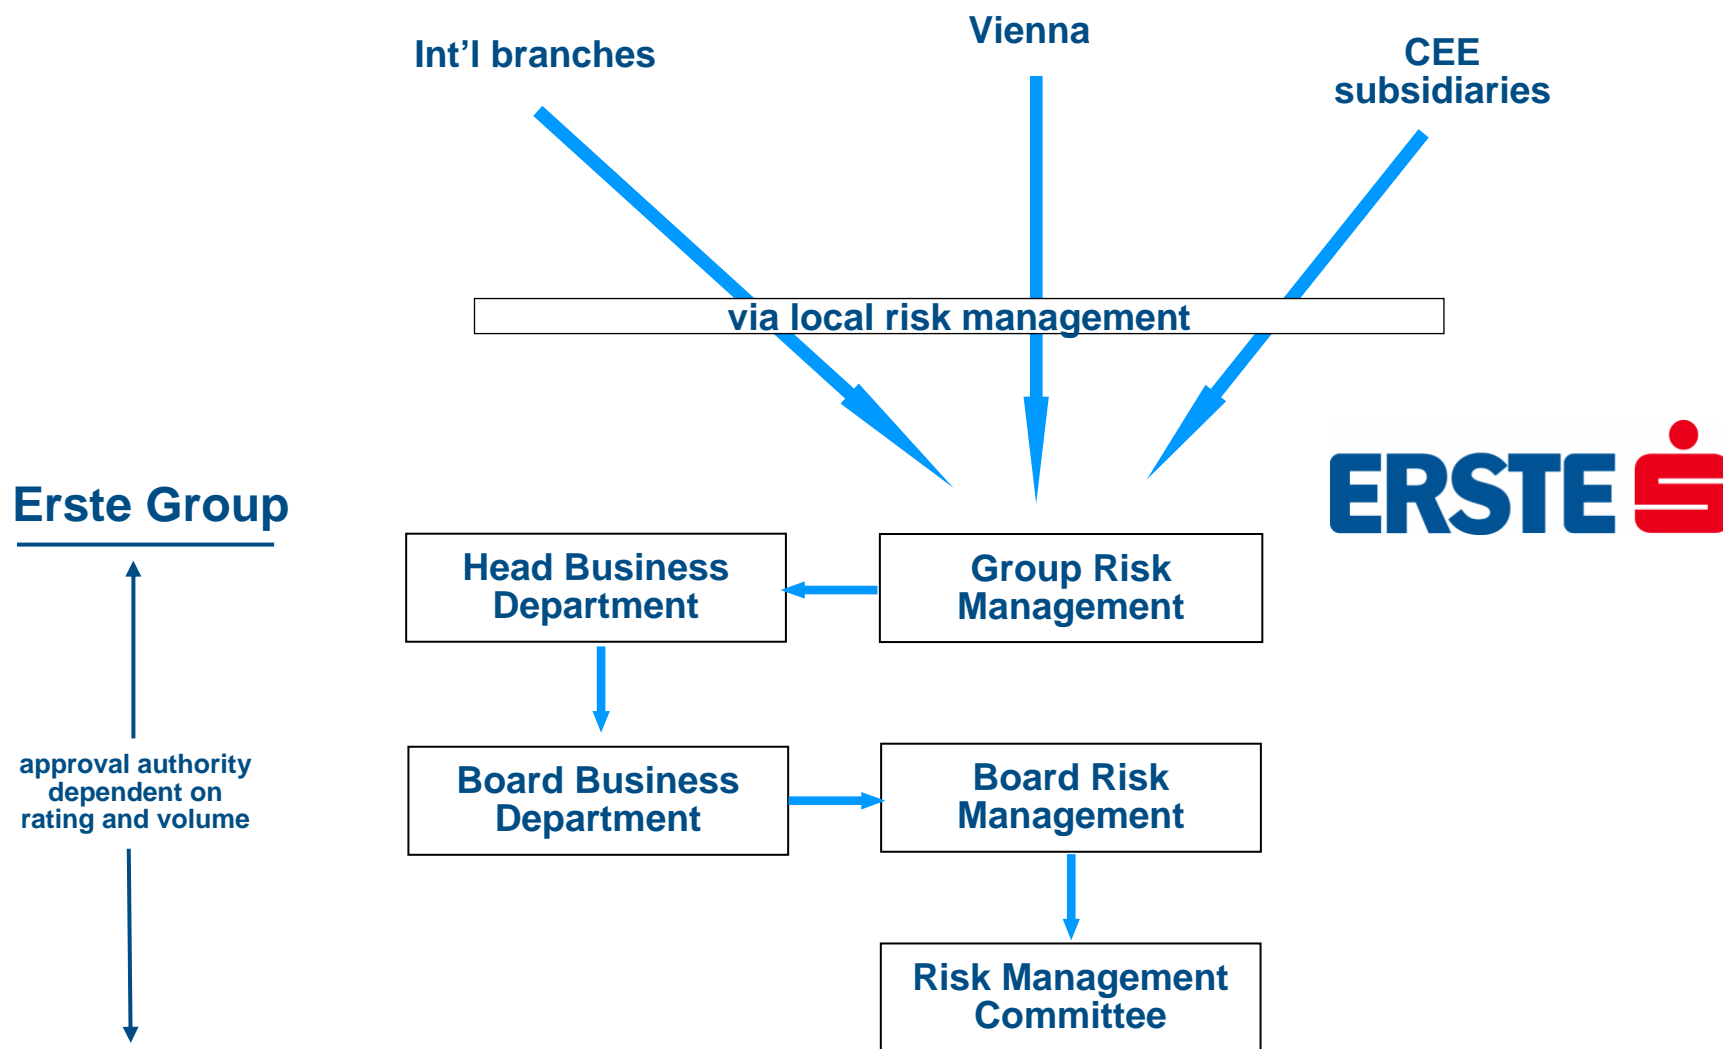 Int’l branches
Vienna
CEE
subsidiaries
via local risk management
ERSTE
Erste Group
Head Business
Department
Group Risk
Management
approval authority
dependent on
rating and volume
Board Business
Department
Board Risk
Management
Risk Management
Committee